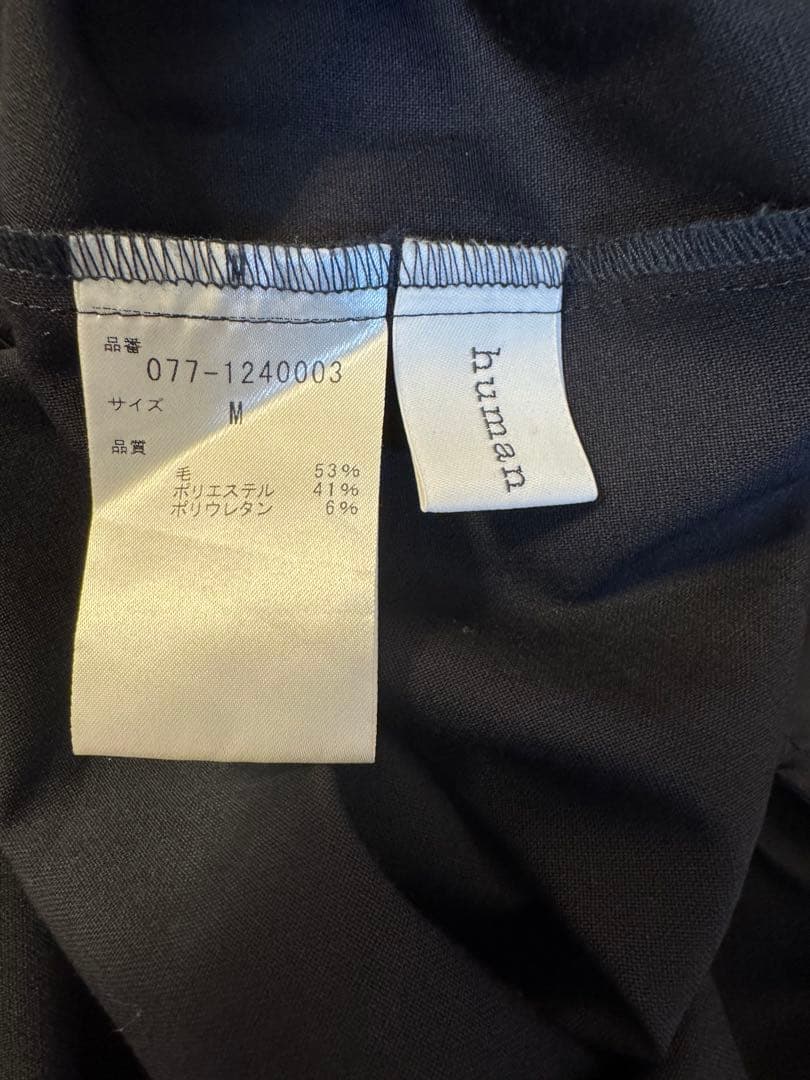 品番
077-1240003
サイズ M
品質
毛 53%
ポリエステル 41%
ポリウレタン 6%
human